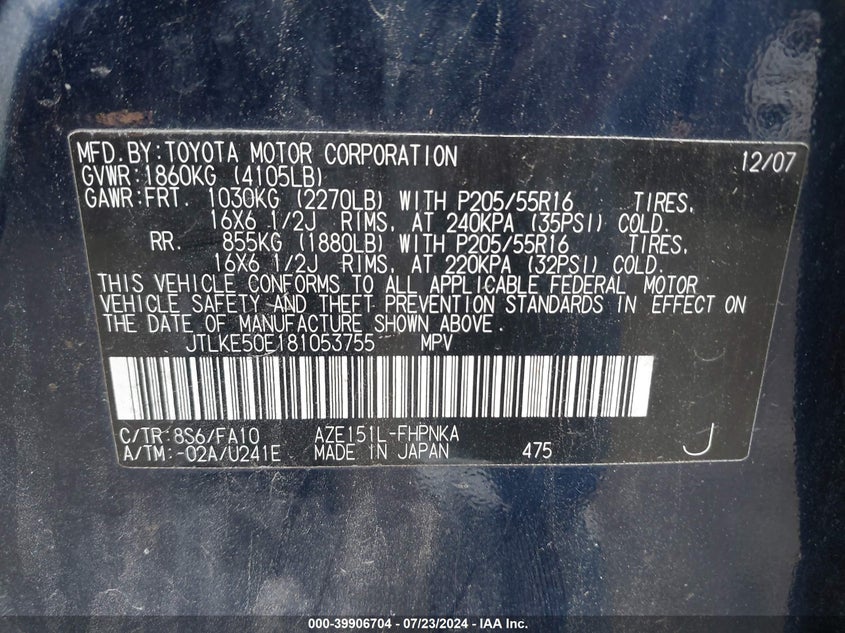 MFD.BY:TOYOTA MOTOR CORPORATION 12/07
GVWR:1860KG (4105LB)
GAWR:FRT. 1030KG (2270LB) WITH P205/55R16 TIRES,
16X6 1/2J RIMS, AT 240KPA (35PSI) COLD.
RR. 855KG (1880LB) WITH P205/55R16 TIRES,
16X6 1/2J RIMS, AT 220KPA (32PSI) COLD.
THIS VEHICLE CONFORMS TO ALL APPLICABLE FEDERAL MOTOR
VEHICLE SAFETY AND THEFT PREVENTION STANDARDS IN EFFECT ON
THE DATE OF MANUFACTURE SHOWN ABOVE.
JTLKE50E181053755 MPV
C/TR:8S6/FA10 AZE151L-FHPNKA
A/TM:-02A/U241E MADE IN JAPAN 475 J
000-39906704 - 07/23/2024 - IAA Inc.